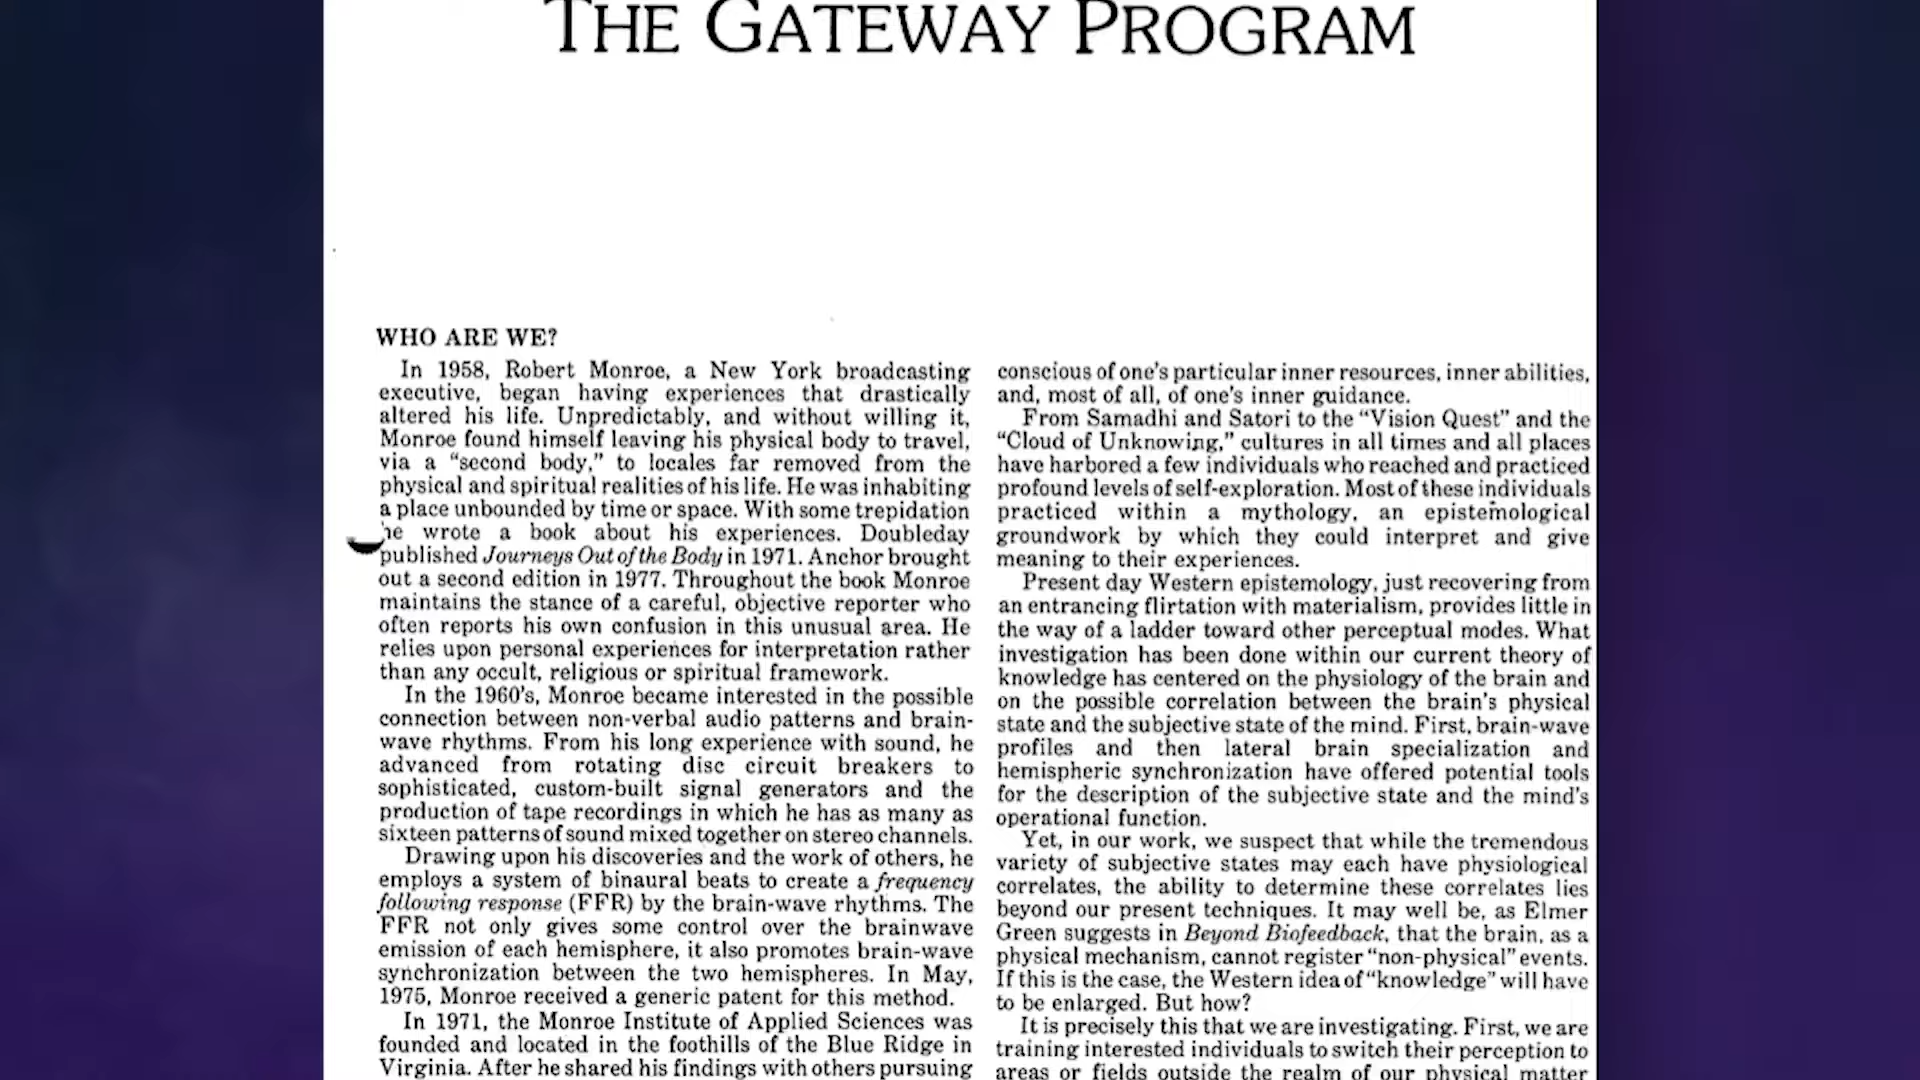 THE GATEWAY PROGRAM
WHO ARE WE?
In 1958, Robert Monroe, a New York broadcasting
executive, began having experiences that drastically
altered his life. Unpredictably, and without willing it,
Monroe found himself leaving his physical body to travel,
via a “second body,” to locales far removed from the
physical and spiritual realities of his life. He was inhabiting
a place unbounded by time or space. With some trepidation
he wrote a book about his experiences. Doubleday
published Journeys Out of the Body in 1971. Anchor brought
out a second edition in 1977. Throughout the book Monroe
maintains the stance of a careful, objective reporter who
often reports his own confusion in this unusual area. He
relies upon personal experiences for interpretation rather
than any occult, religious or spiritual framework.
In the 1960's, Monroe became interested in the possible
connection between non-verbal audio patterns and brain-
wave rhythms. From his long experience with sound, he
advanced from rotating disc circuit breakers to
sophisticated, custom-built signal generators and the
production of tape recordings in which he has as many as
sixteen patterns of sound mixed together on stereo channels.
Drawing upon his discoveries and the work of others, he
employs a system of binaural beats to create a frequency
following response (FFR) by the brain-wave rhythms. The
FFR not only gives some control over the brainwave
emission of each hemisphere, it also promotes brain-wave
synchronization between the two hemispheres. In May,
1975, Monroe received a generic patent for this method.
In 1971, the Monroe Institute of Applied Sciences was
founded and located in the foothills of the Blue Ridge in
Virginia. After he shared his findings with others pursuing
conscious of one's particular inner resources, inner abilities,
and, most of all, of one's inner guidance.
From Samadhi and Satori to the “Vision Quest” and the
“Cloud of Unknowing,” cultures in all times and all places
have harbored a few individuals who reached and practiced
profound levels of self-exploration. Most of these individuals
practiced within a mythology, an epistemological
groundwork by which they could interpret and give
meaning to their experiences.
Present day Western epistemology, just recovering from
an entrancing flirtation with materialism, provides little in
the way of a ladder toward other perceptual modes. What
investigation has been done within our current theory of
knowledge has centered on the physiology of the brain and
on the possible correlation between the brain's physical
state and the subjective state of the mind. First, brain-wave
profiles and then lateral brain specialization and
hemispheric synchronization have offered potential tools
for the description of the subjective state and the mind's
operational function.
Yet, in our work, we suspect that while the tremendous
variety of subjective states may each have physiological
correlates, the ability to determine these correlates lies
beyond our present techniques. It may well be, as Elmer
Green suggests in Beyond Biofeedback, that the brain, as a
physical mechanism, cannot register “non-physical” events.
If this is the case, the Western idea of “knowledge” will have
to be enlarged. But how?
It is precisely this that we are investigating. First, we are
training interested individuals to switch their perception to
areas or fields outside the realm of our physical matter